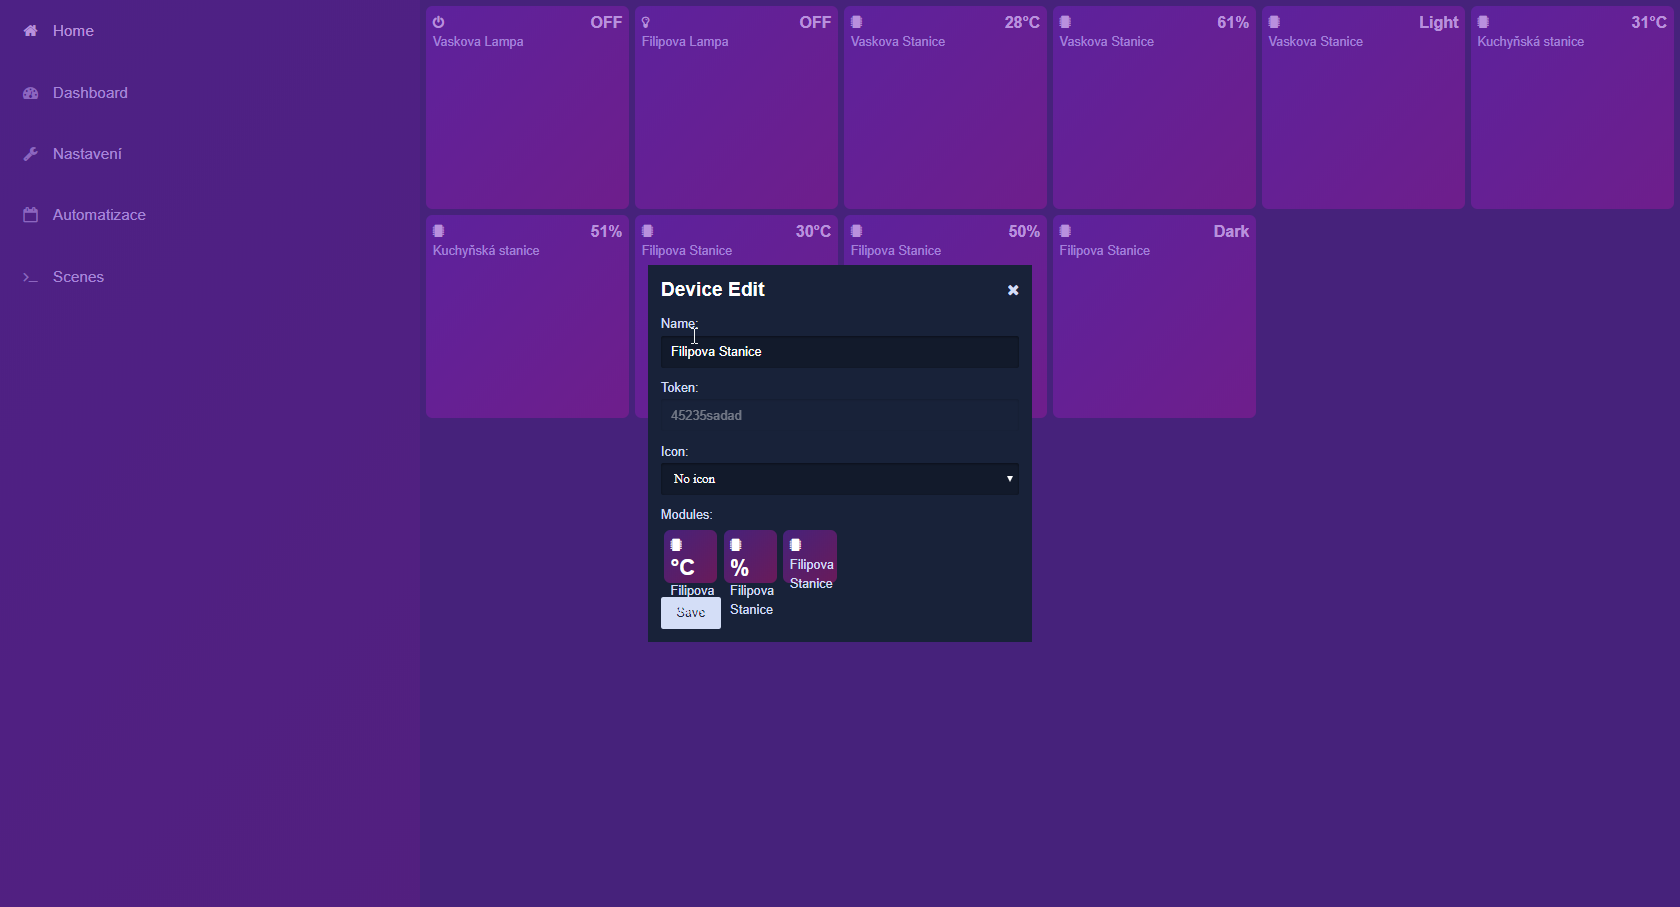 Home
Dashboard
Nastavení
Automatizace
Scenes
OFF
Vaskova Lampa
OFF
Filipova Lampa
28°C
Vaskova Stanice
61%
Vaskova Stanice
Light
Vaskova Stanice
31°C
Kuchyňská stanice
51%
Kuchyňská stanice
30°C
Filipova Stanice
50%
Filipova Stanice
Dark
Filipova Stanice
Device Edit
Name:
Filipova Stanice
Token:
45235sadad
Icon:
No icon
Modules:
°C
Filipova
%
Filipova
Stanice
Filipova
Stanice
Save